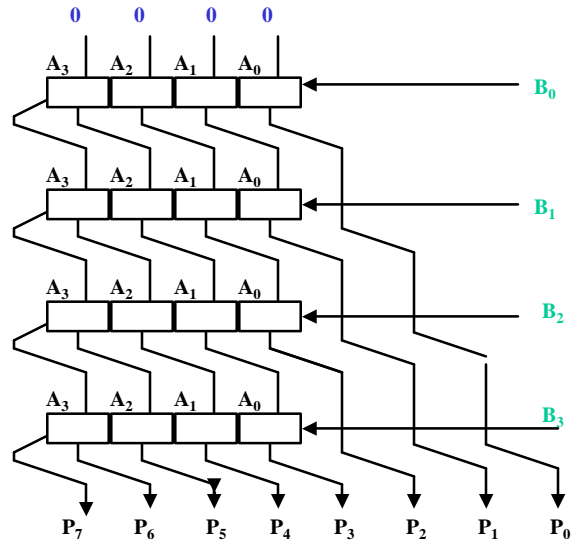 0 0 0 0
A₃ A₂ A₁ A₀
B₀
A₃ A₂ A₁ A₀
B₁
A₃ A₂ A₁ A₀
B₂
A₃ A₂ A₁ A₀
B₃
P₇ P₆ P₅ P₄ P₃ P₂ P₁ P₀